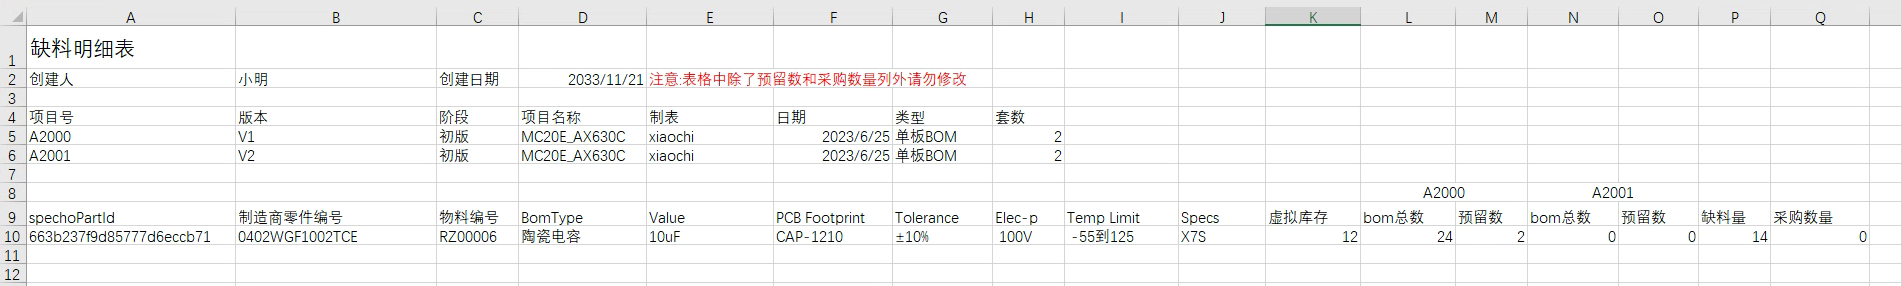 A B C D E F G H I J K L M N O P Q
1 缺料明细表
2 创建人 小明 创建日期 2033/11/21 注意:表格中除了预留数和采购数量列外请勿修改
3
4 项目号 版本 阶段 项目名称 制表 日期 类型 套数
5 A2000 V1 初版 MC20E_AX630C xiaochi 2023/6/25 单板BOM 2
6 A2001 V2 初版 MC20E_AX630C xiaochi 2023/6/25 单板BOM 2
7
8 A2000 A2001
9 spechoPartId 制造商零件编号 物料编号 BomType Value PCB Footprint Tolerance Elec-p Temp Limit Specs 虚拟库存 bom总数 预留数 bom总数 预留数 缺料量 采购数量
10 663b237f9d85777d6eccb71 0402WGF1002TCE RZ00006 陶瓷电容 10uF CAP-1210 ±10% 100V -55到125 X7S 12 24 2 0 0 14 0
11
12